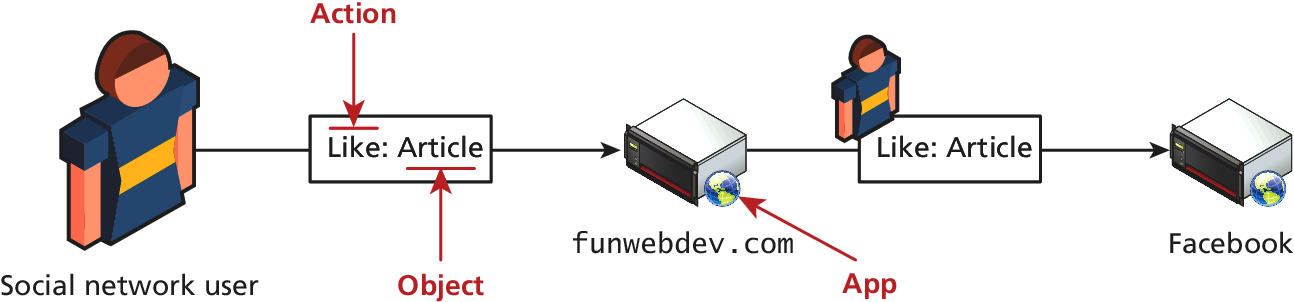 Action
Like: Article
Like: Article
funwebdev.com
Facebook
Social network user
Object
App